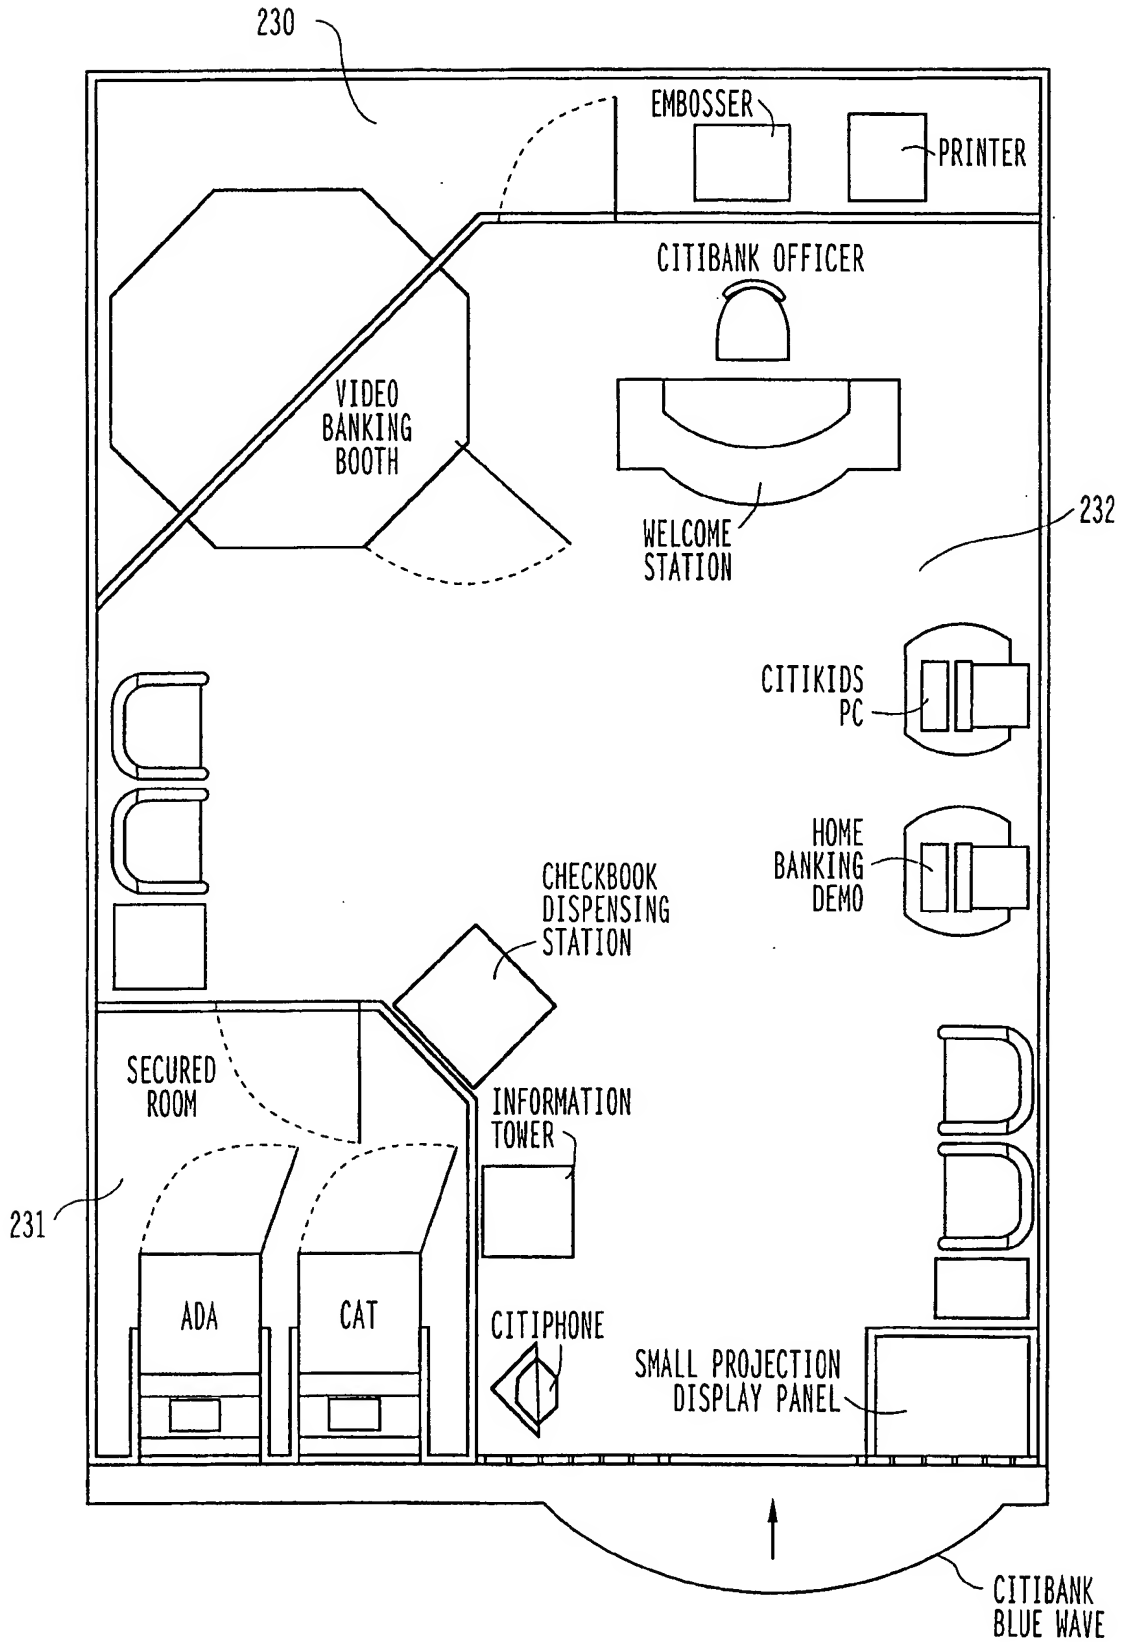 230
EMBOSSER
PRINTER
CITIBANK OFFICER
VIDEO
BANKING
BOOTH
WELCOME
STATION
232
CITIKIDS
PC
HOME
BANKING
DEMO
CHECKBOOK
DISPENSING
STATION
SECURED
ROOM
INFORMATION
TOWER
231
ADA
CAT
CITIPHONE
SMALL PROJECTION
DISPLAY PANEL
CITIBANK
BLUE WAVE